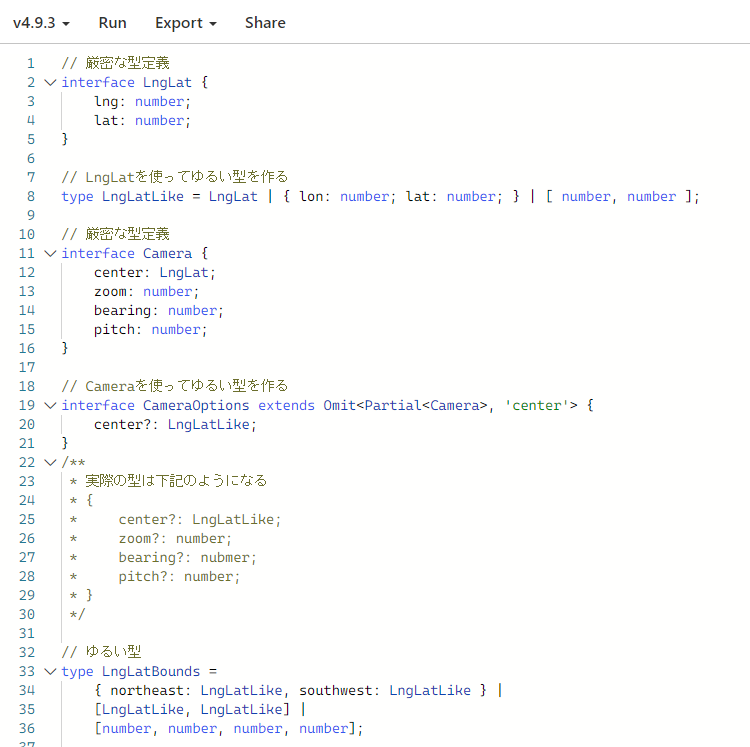 v4.9.3 Run Export Share
1 // 厳密な型定義
2 interface LngLat {
3 lng: number;
4 lat: number;
5 }
6
7 // LngLatを使ってゆるい型を作る
8 type LngLatLike = LngLat | { lon: number; lat: number; } | [ number, number ];
9
10 // 厳密な型定義
11 interface Camera {
12 center: LngLat;
13 zoom: number;
14 bearing: number;
15 pitch: number;
16 }
17
18 // Cameraを使ってゆるい型を作る
19 interface CameraOptions extends Omit<Partial<Camera>, 'center'> {
20 center?: LngLatLike;
21 }
22 /**
23 * 実際の型は下記のようになる
24 * {
25 * center?: LngLatLike;
26 * zoom?: number;
27 * bearing?: nubmer;
28 * pitch?: number;
29 * }
30 */
31
32 // ゆるい型
33 type LngLatBounds =
34 { northeast: LngLatLike, southwest: LngLatLike } |
35 [LngLatLike, LngLatLike] |
36 [number, number, number, number];
37